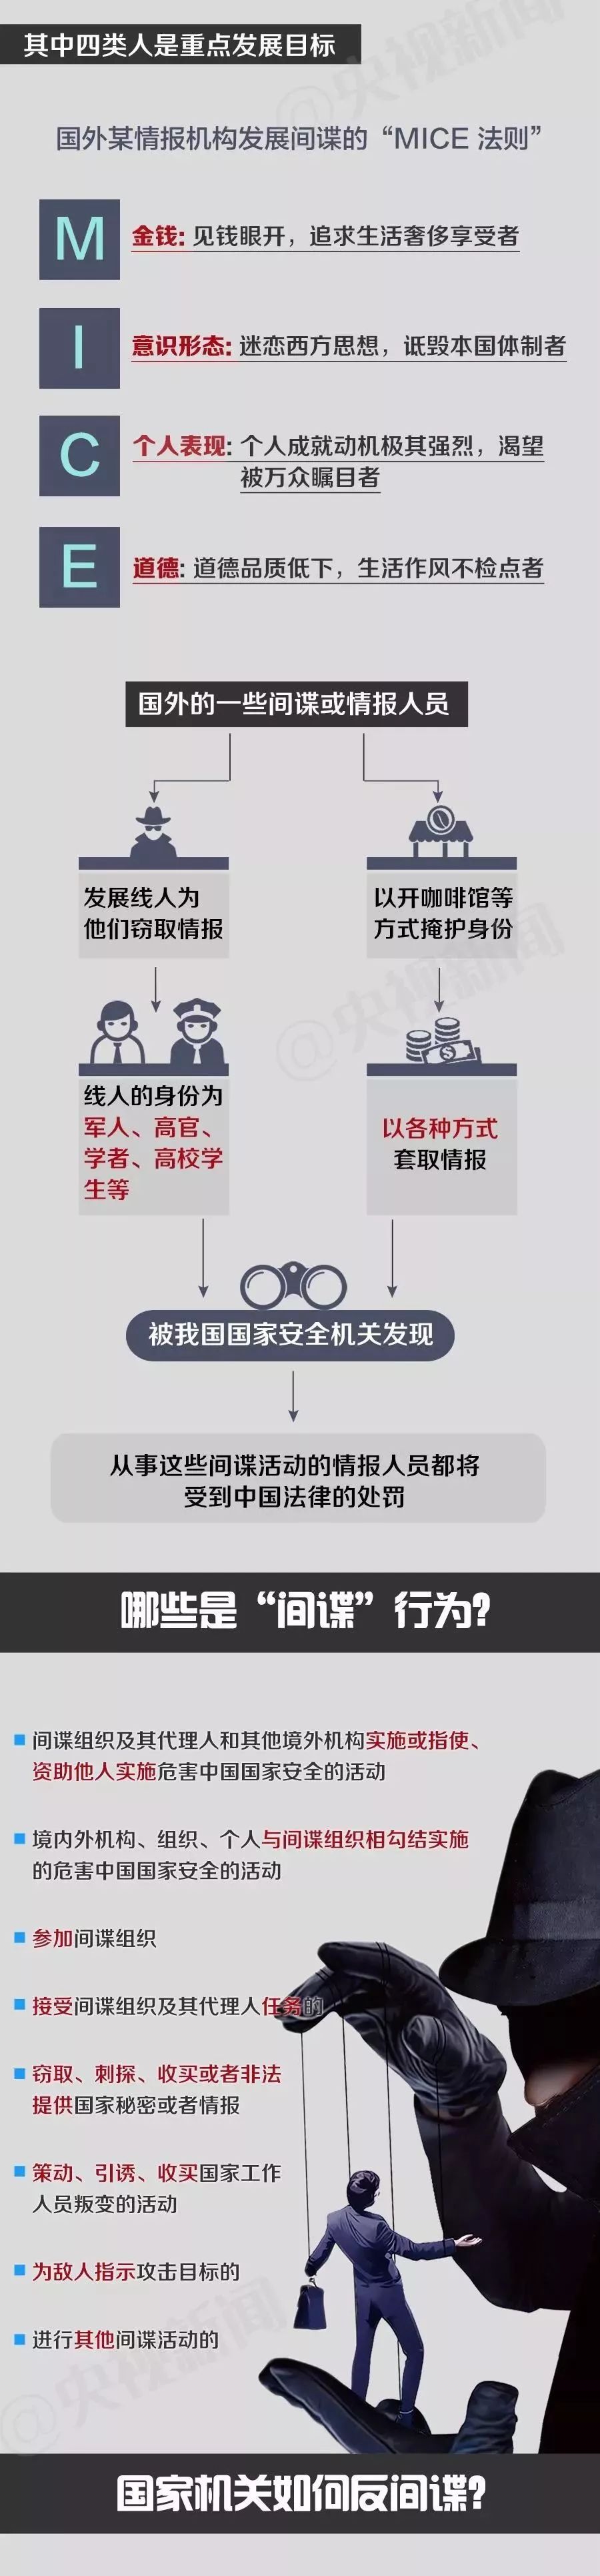 其中四类人是重点发展目标
@央视新闻
国外某情报机构发展间谍的“MICE 法则”
M
金钱: 见钱眼开，追求生活奢侈享受者
I
意识形态: 迷恋西方思想，诋毁本国体制者
C
个人表现: 个人成就动机极其强烈，渴望
被万众瞩目者
E
道德: 道德品质低下，生活作风不检点者
国外的一些间谍或情报人员
发展线人为
他们窃取情报
以开咖啡馆等
方式掩护身份
@央视新闻
线人的身份为
军人、高官、
学者、高校学
生等
$
以各种方式
套取情报
被我国国家安全机关发现
从事这些间谍活动的情报人员都将
受到中国法律的处罚
哪些是“间谍”行为?
间谍组织及其代理人和其他境外机构实施或指使、
资助他人实施危害中国国家安全的活动
境内外机构、组织、个人与间谍组织相勾结实施
的危害中国国家安全的活动
参加间谍组织
接受间谍组织及其代理人任务的
窃取、刺探、收买或者非法
提供国家秘密或者情报
策动、引诱、收买国家工作
人员叛变的活动
为敌人指示攻击目标的
进行其他间谍活动的
@央视新闻
国家机关如何反间谍?